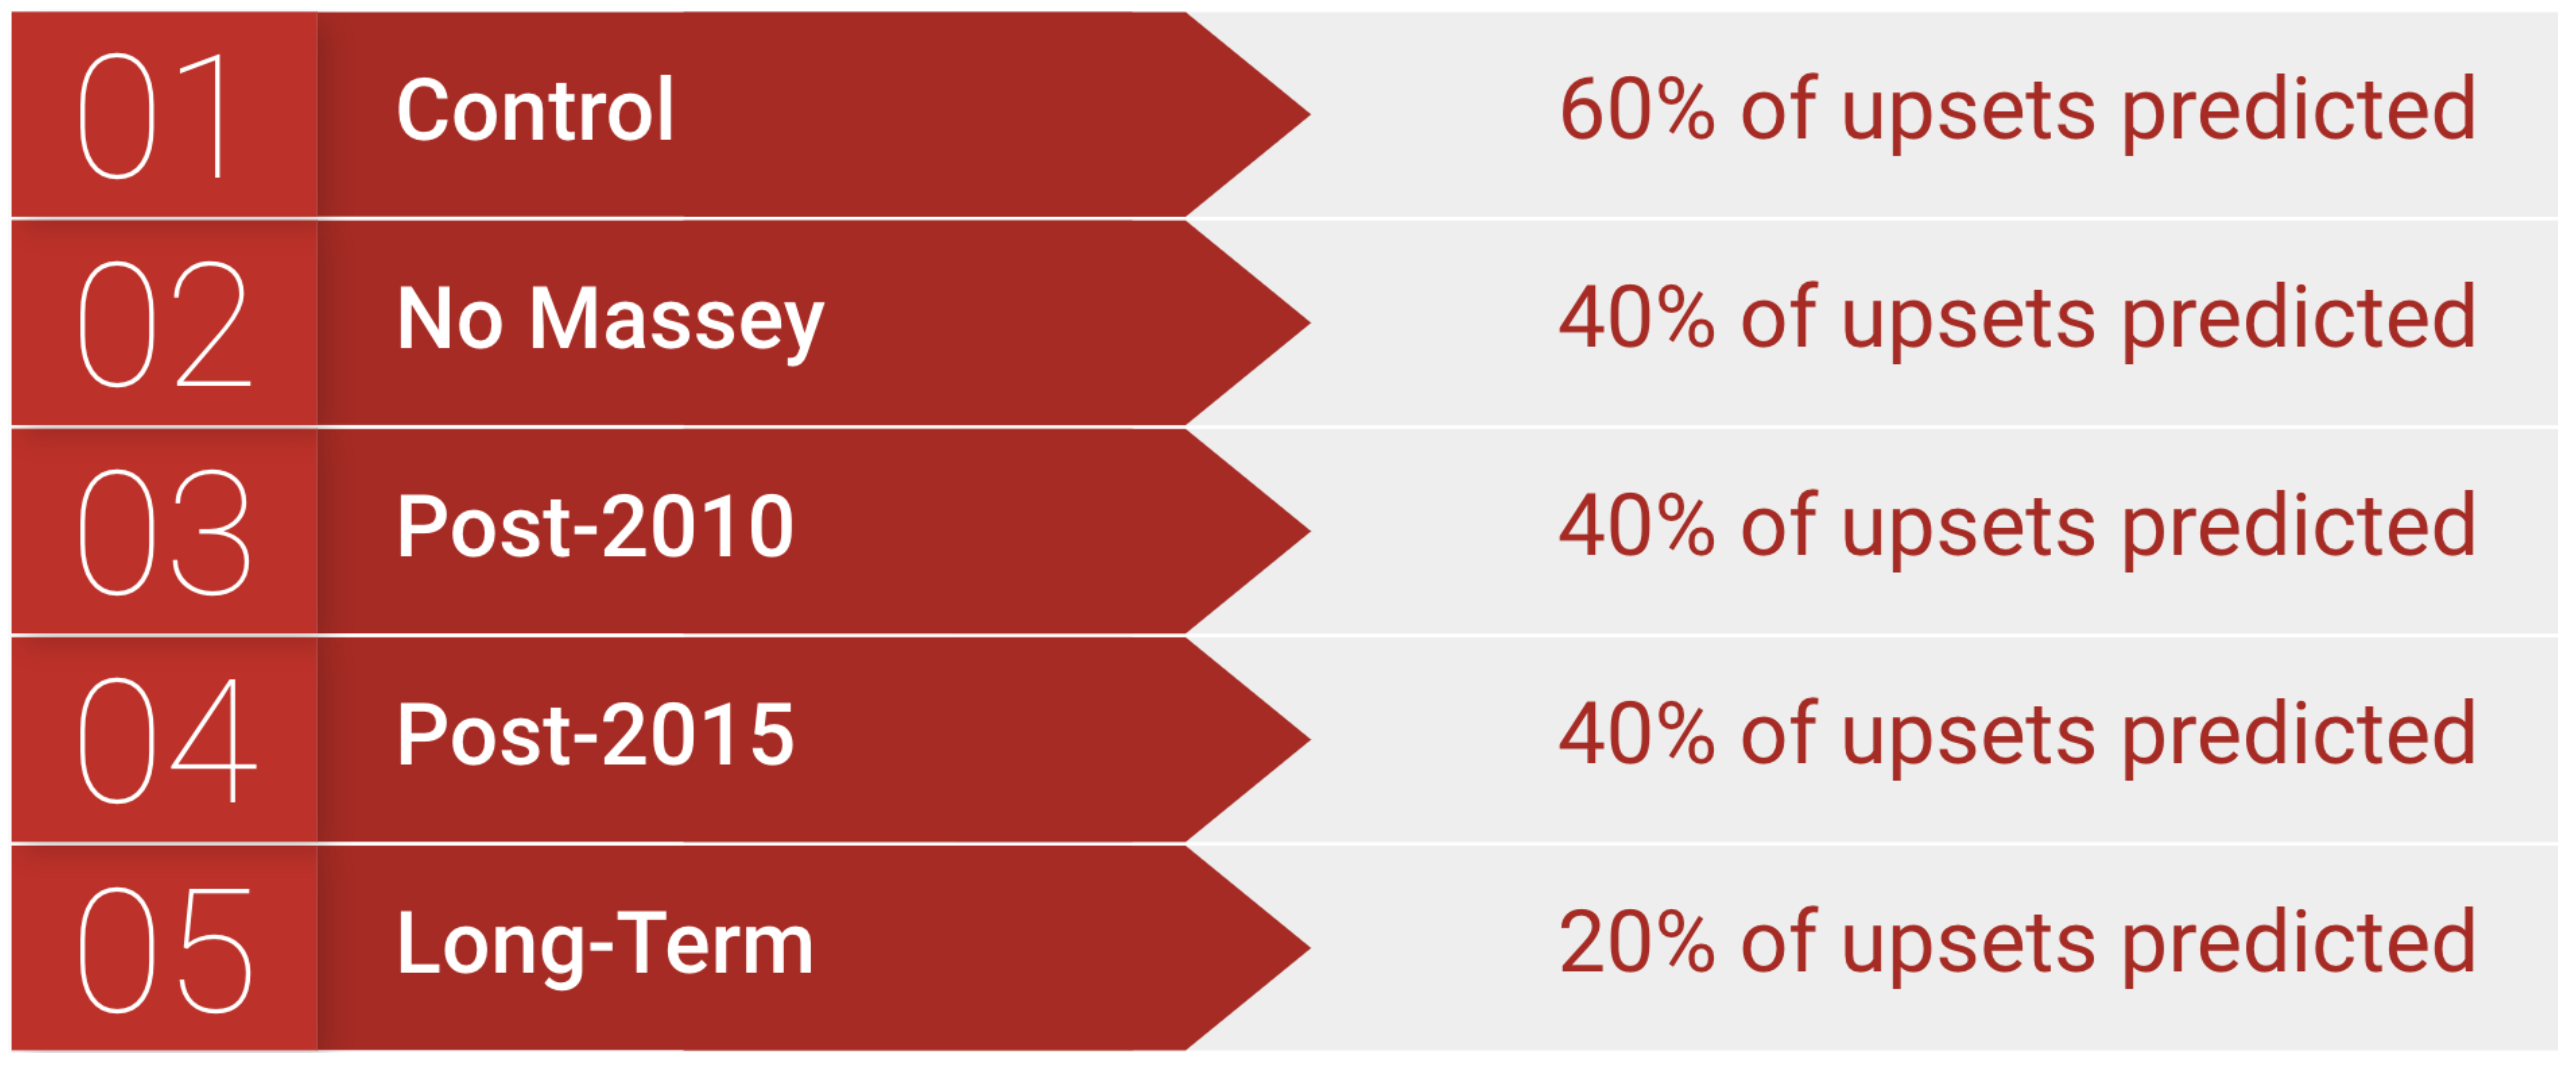 01 Control 60% of upsets predicted
02 No Massey 40% of upsets predicted
03 Post-2010 40% of upsets predicted
04 Post-2015 40% of upsets predicted
05 Long-Term 20% of upsets predicted